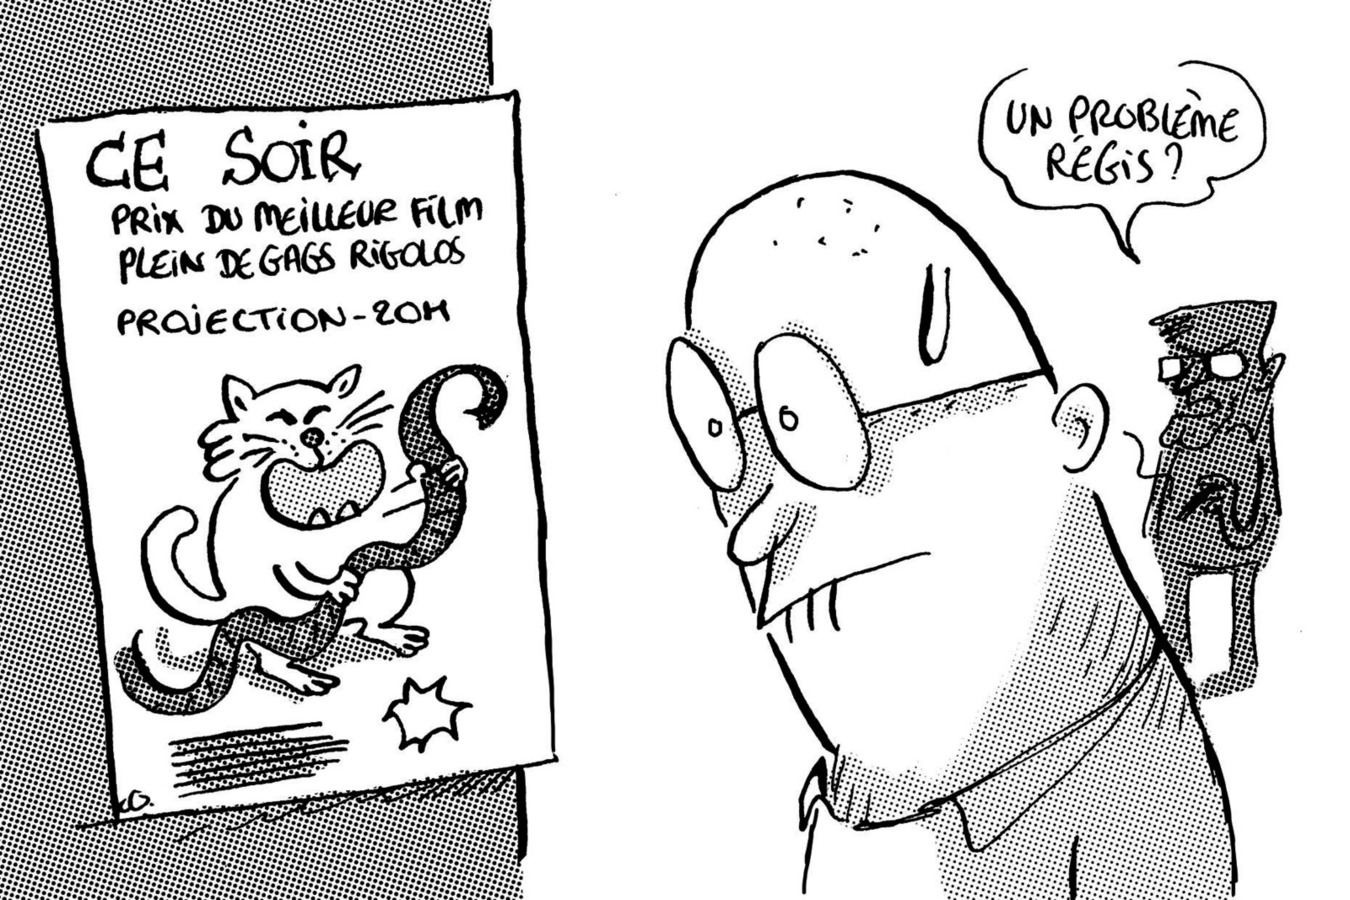 CE SOIR
PRIX DU MEILLEUR FILM
PLEIN DE GAGS RIGOLOS
PROJECTION - 20H
UN PROBLÈME
RÉGIS ?